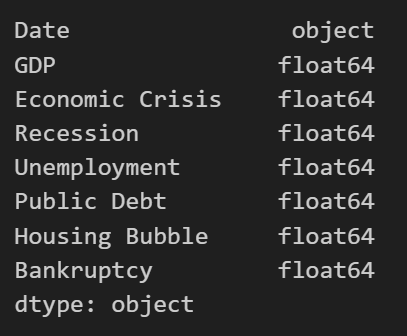 Date object
GDP float64
Economic Crisis float64
Recession float64
Unemployment float64
Public Debt float64
Housing Bubble float64
Bankruptcy float64
dtype: object